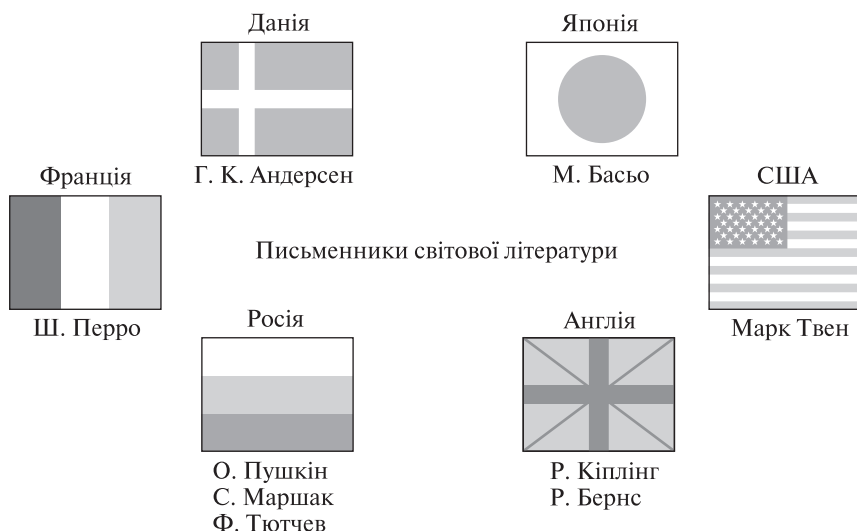 Данія
Японія
Г. К. Андерсен
М. Басьо
Франція
США
Письменники світової літератури
Ш. Перро
Марк Твен
Росія
Англія
О. Пушкін
С. Маршак
Ф. Тютчев
Р. Кіплінг
Р. Бернс